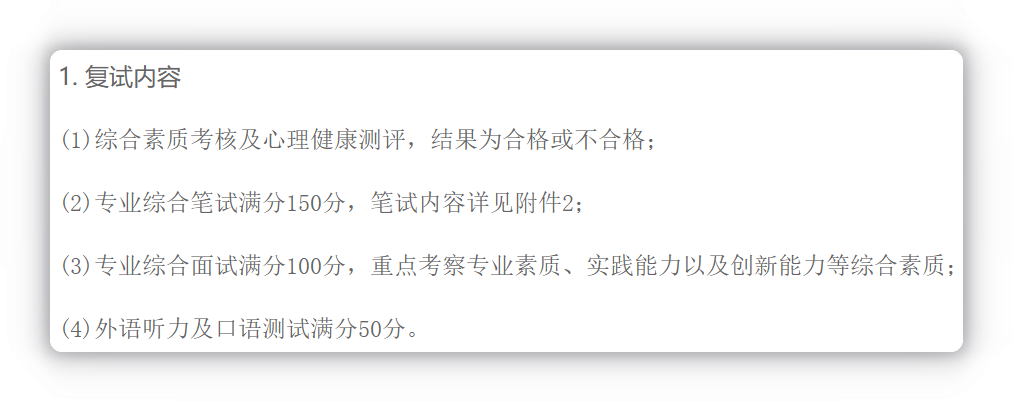 1. 复试内容
(1)综合素质考核及心理健康测评，结果为合格或不合格；
(2)专业综合笔试满分150分，笔试内容详见附件2；
(3)专业综合面试满分100分，重点考察专业素质、实践能力以及创新能力等综合素质；
(4)外语听力及口语测试满分50分。